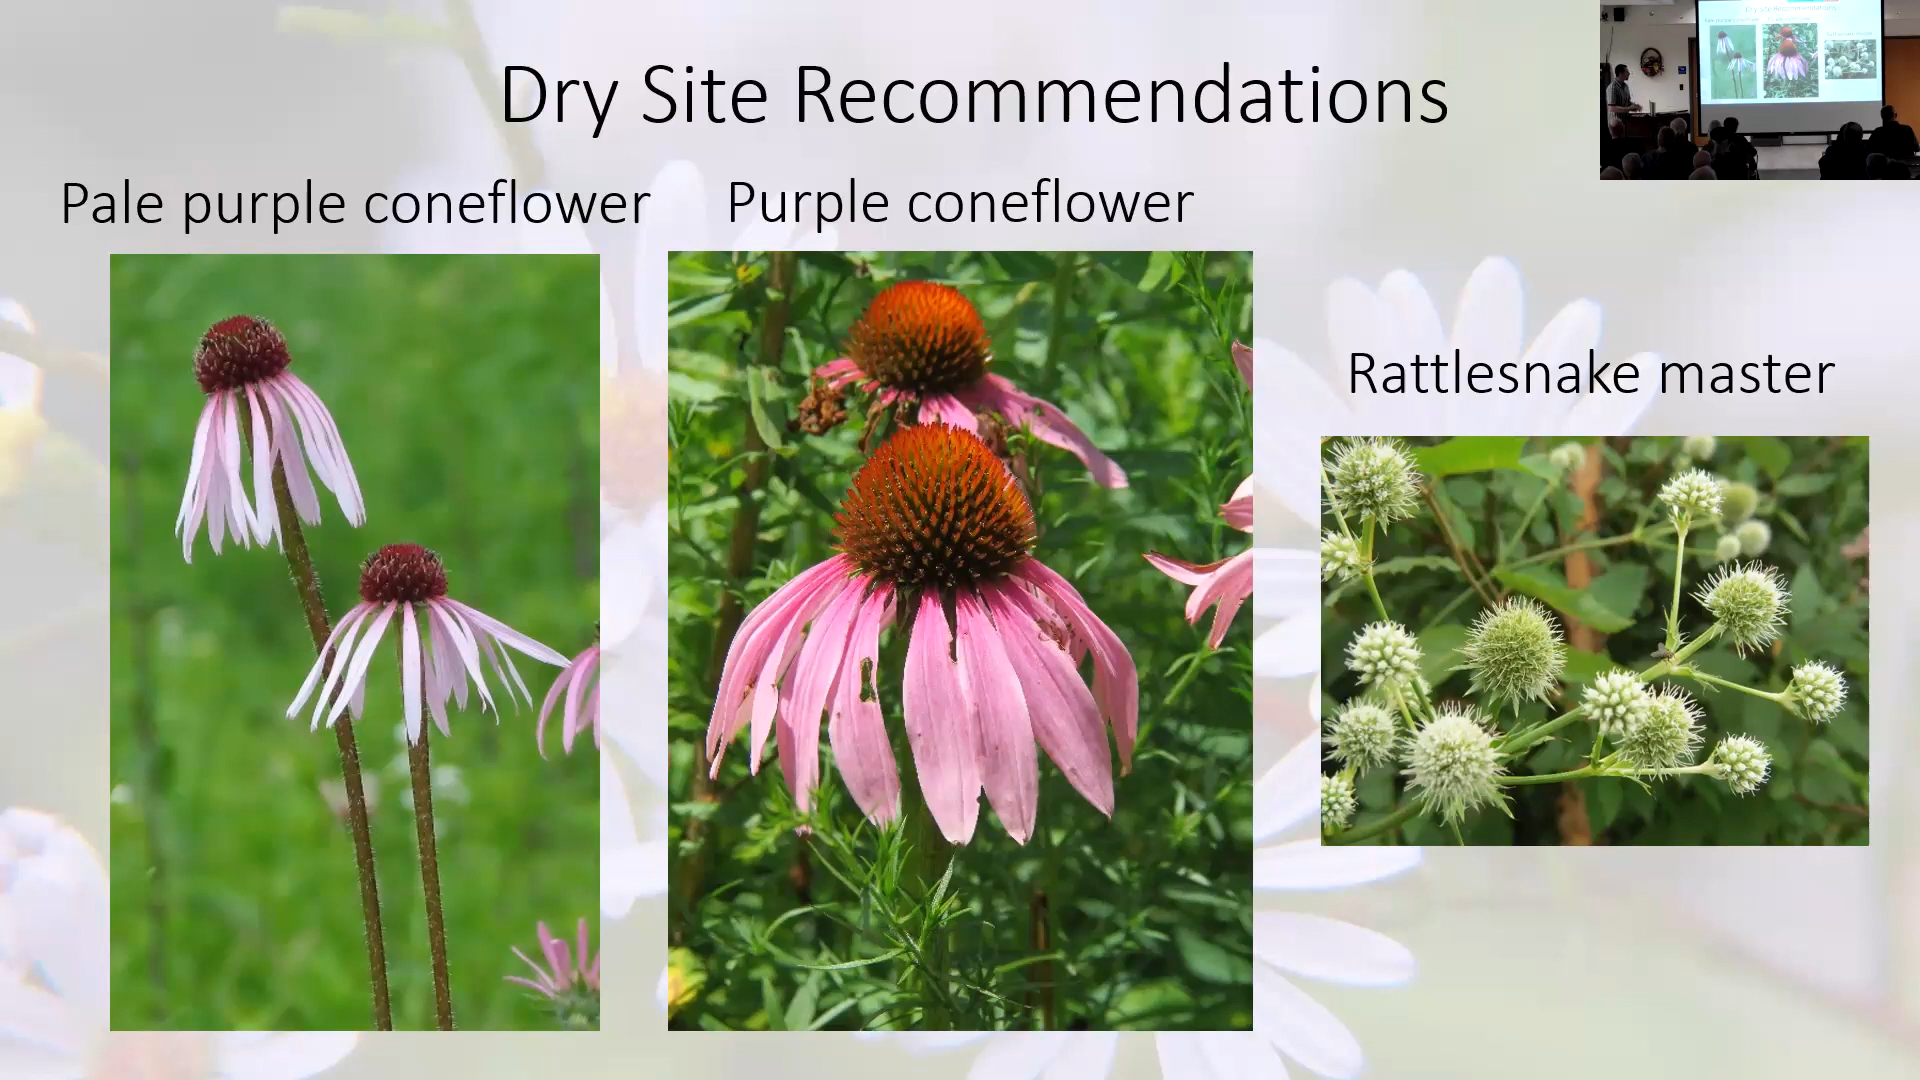 Dry Site Recommendations
Pale purple coneflower
Purple coneflower
Rattlesnake master